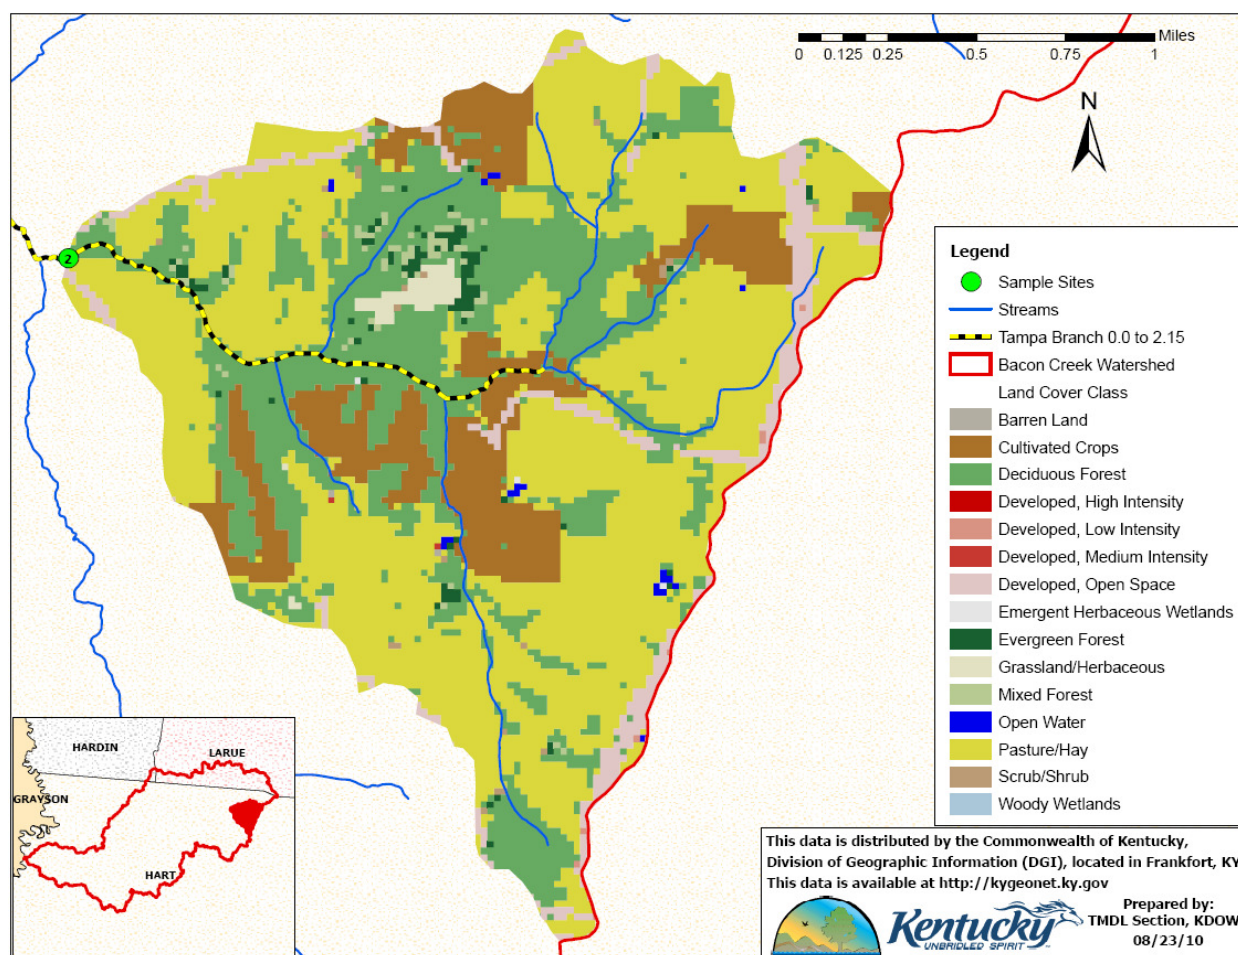 Miles
0 0.125 0.25 0.5 0.75 1
N
2
Legend
Sample Sites
Streams
Tampa Branch 0.0 to 2.15
Bacon Creek Watershed
Land Cover Class
Barren Land
Cultivated Crops
Deciduous Forest
Developed, High Intensity
Developed, Low Intensity
Developed, Medium Intensity
Developed, Open Space
Emergent Herbaceous Wetlands
Evergreen Forest
Grassland/Herbaceous
Mixed Forest
Open Water
Pasture/Hay
Scrub/Shrub
Woody Wetlands
HARDIN
LARUE
GRAYSON
HART
This data is distributed by the Commonwealth of Kentucky,
Division of Geographic Information (DGI), located in Frankfort, KY
This data is available at http://kygeonet.ky.gov
Kentucky
UNBRIDLED SPIRIT
Prepared by:
TMDL Section, KDOW
08/23/10